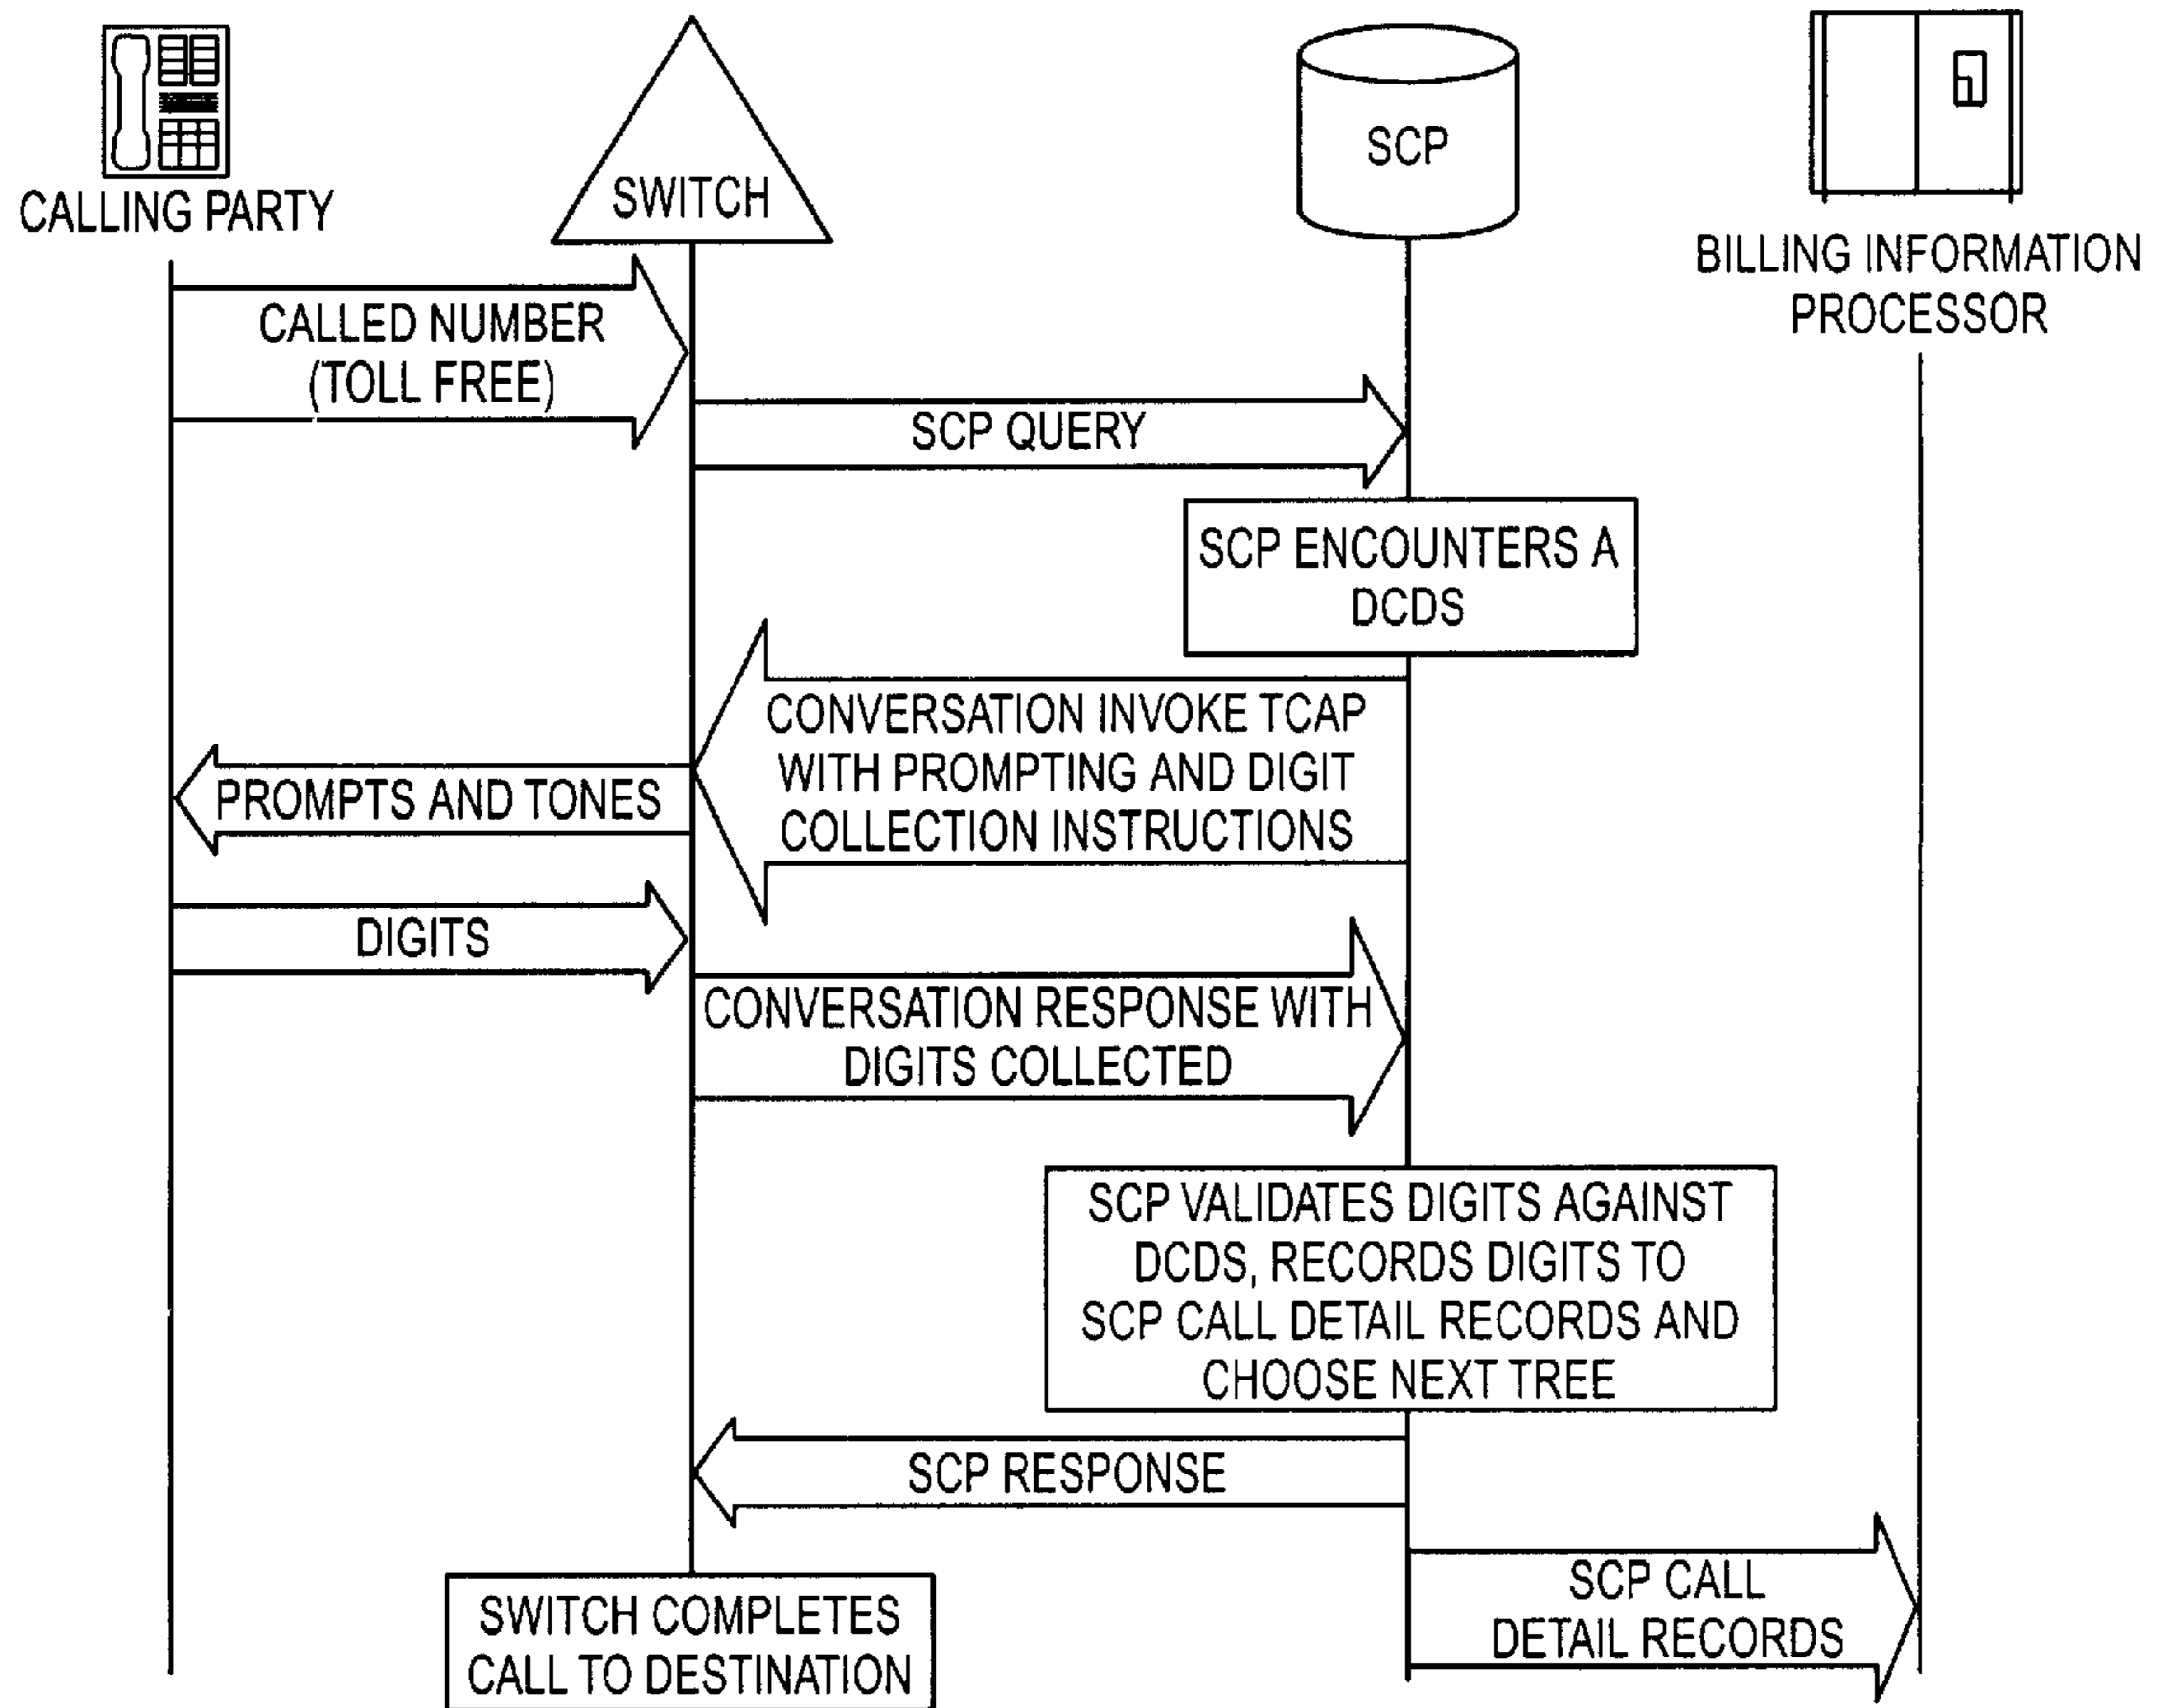 CALLING PARTY
SWITCH
SCP
BILLING INFORMATION
PROCESSOR
CALLED NUMBER
(TOLL FREE)
SCP QUERY
SCP ENCOUNTERS A
DCDS
CONVERSATION INVOKE TCAP
WITH PROMPTING AND DIGIT
COLLECTION INSTRUCTIONS
PROMPTS AND TONES
DIGITS
CONVERSATION RESPONSE WITH
DIGITS COLLECTED
SCP VALIDATES DIGITS AGAINST
DCDS, RECORDS DIGITS TO
SCP CALL DETAIL RECORDS AND
CHOOSE NEXT TREE
SCP RESPONSE
SCP CALL
DETAIL RECORDS
SWITCH COMPLETES
CALL TO DESTINATION